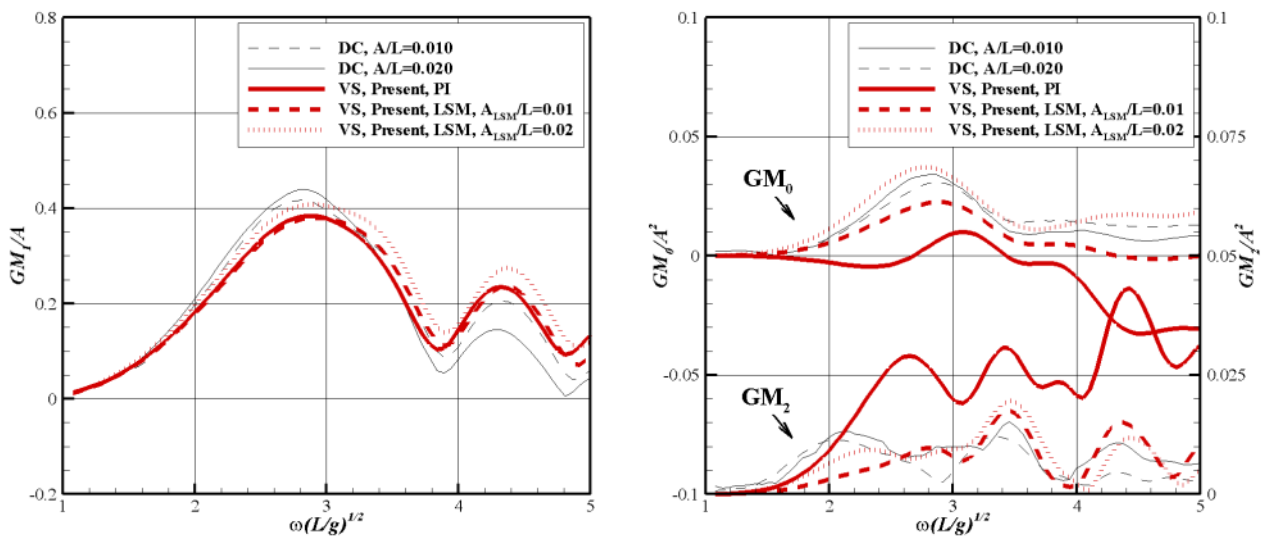 0.8
0.6
0.4
0.2
0
-0.2
GM₁/A
DC, A/L=0.010
DC, A/L=0.020
VS, Present, PI
VS, Present, LSM, A_LSM/L=0.01
VS, Present, LSM, A_LSM/L=0.02
1 2 3 4 5
ω(L/g)^1/2
0.1
0.05
0
-0.05
-0.1
GM₀/A²
DC, A/L=0.010
DC, A/L=0.020
VS, Present, PI
VS, Present, LSM, A_LSM/L=0.01
VS, Present, LSM, A_LSM/L=0.02
GM₀
GM₂
1 2 3 4 5
ω(L/g)^1/2
0.1
0.075
0.05
0.025
0
GM₂/A²